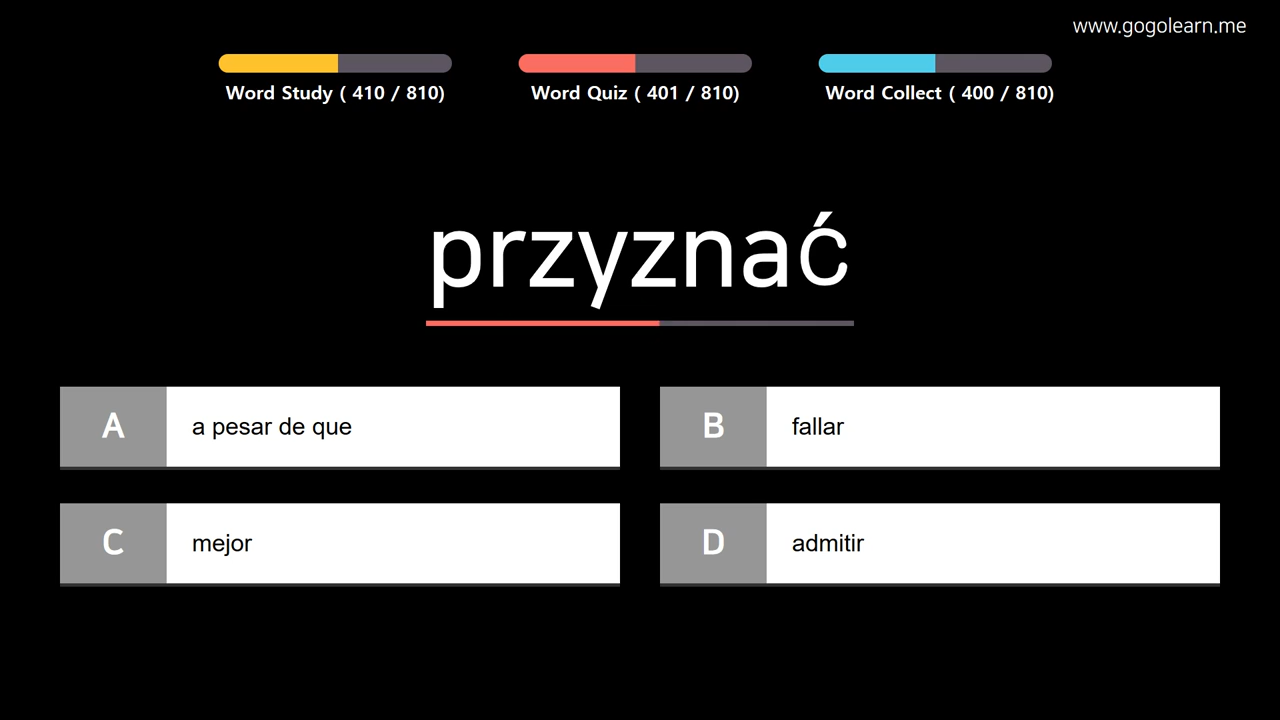 www.gogolearn.me
Word Study ( 410 / 810)
Word Quiz ( 401 / 810)
Word Collect ( 400 / 810)
przyznać
A a pesar de que
B fallar
C mejor
D admitir